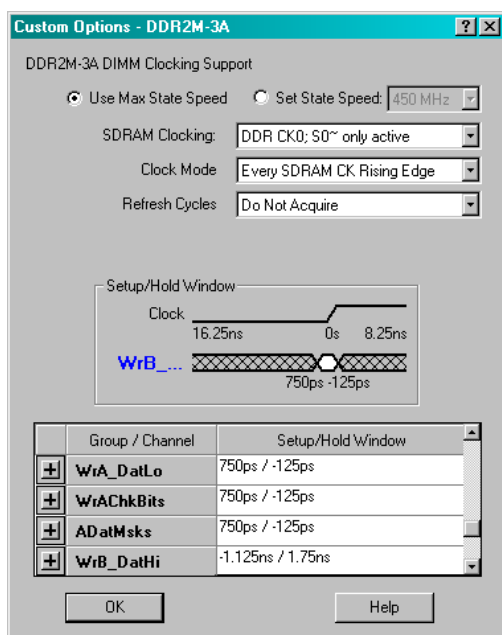 Custom Options - DDR2M-3A
DDR2M-3A DIMM Clocking Support
Use Max State Speed Set State Speed: 450 MHz
SDRAM Clocking: DDR CK0; S0~ only active
Clock Mode Every SDRAM CK Rising Edge
Refresh Cycles Do Not Acquire
Setup/Hold Window
Clock
16.25ns 0s 8.25ns
WrB_...
750ps -125ps
Group / Channel Setup/Hold Window
WrA_DatLo 750ps / -125ps
WrAChkBits 750ps / -125ps
ADatMsks 750ps / -125ps
WrB_DatHi -1.125ns / 1.75ns
OK Help